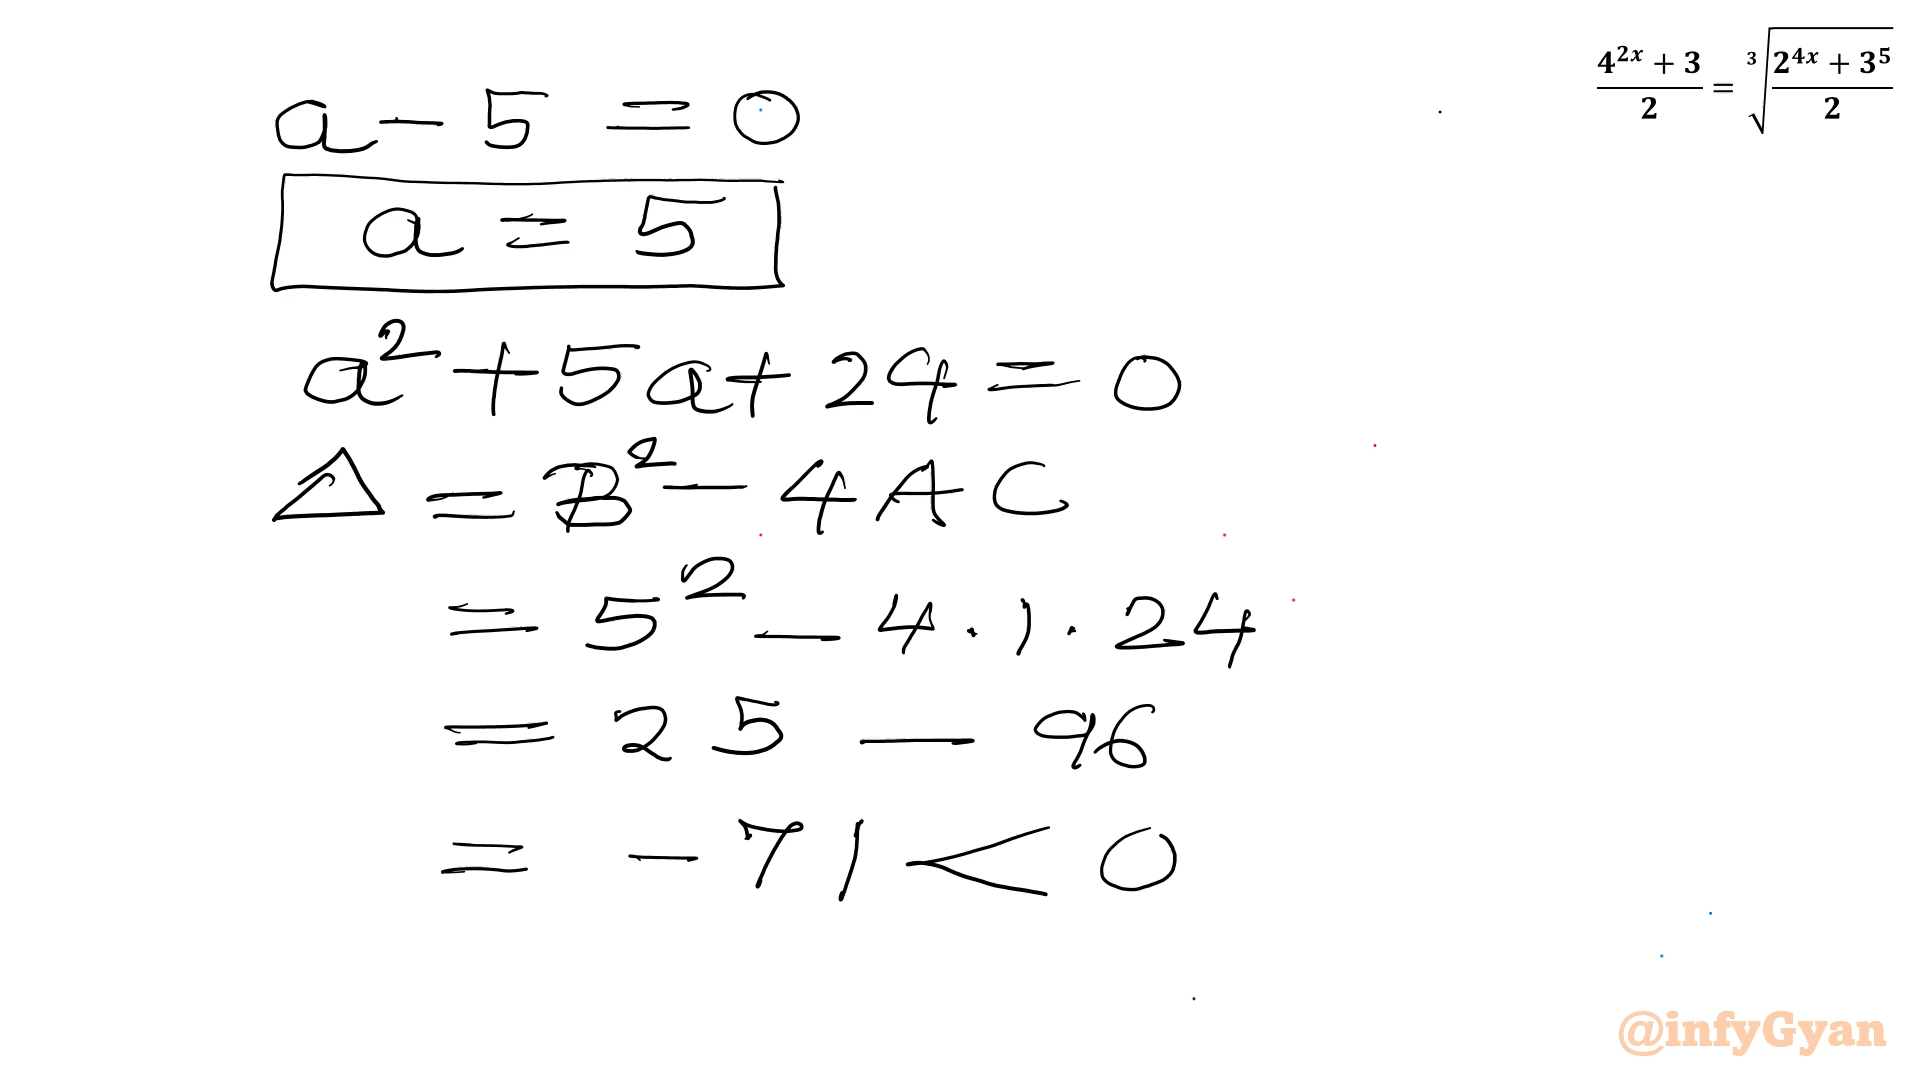 (4^{2x} + 3)/2 = ∛((2^{4x} + 3^5)/2)
a - 5 = 0
a = 5
a² + 5a + 24 = 0
Δ = B² - 4AC
= 5² - 4 · 1 · 24
= 25 - 96
= - 71 < 0
@infyGyan